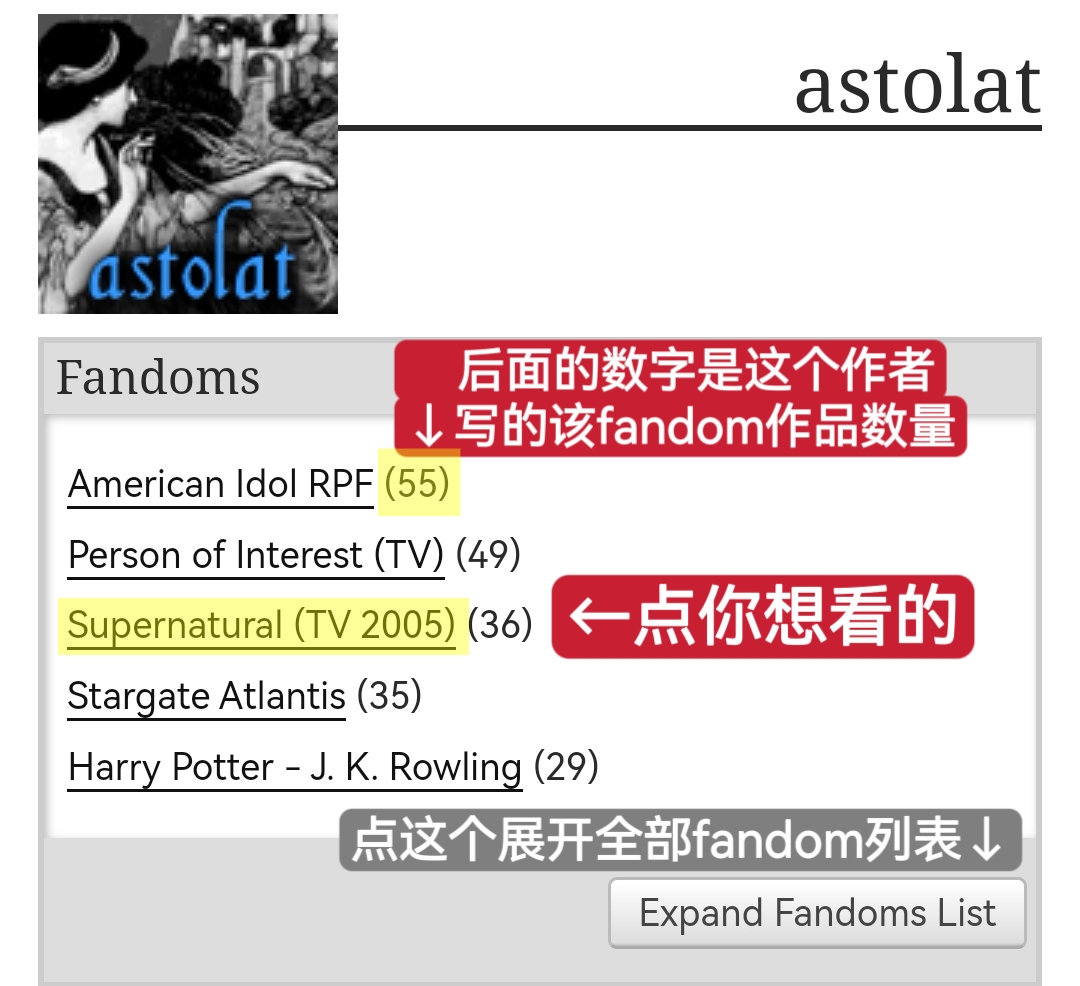 astolat
astolat
Fandoms
后面的数字是这个作者
↓写的该fandom作品数量
American Idol RPF (55)
Person of Interest (TV) (49)
Supernatural (TV 2005) (36) ←点你想看的
Stargate Atlantis (35)
Harry Potter - J. K. Rowling (29)
点这个展开全部fandom列表↓
Expand Fandoms List